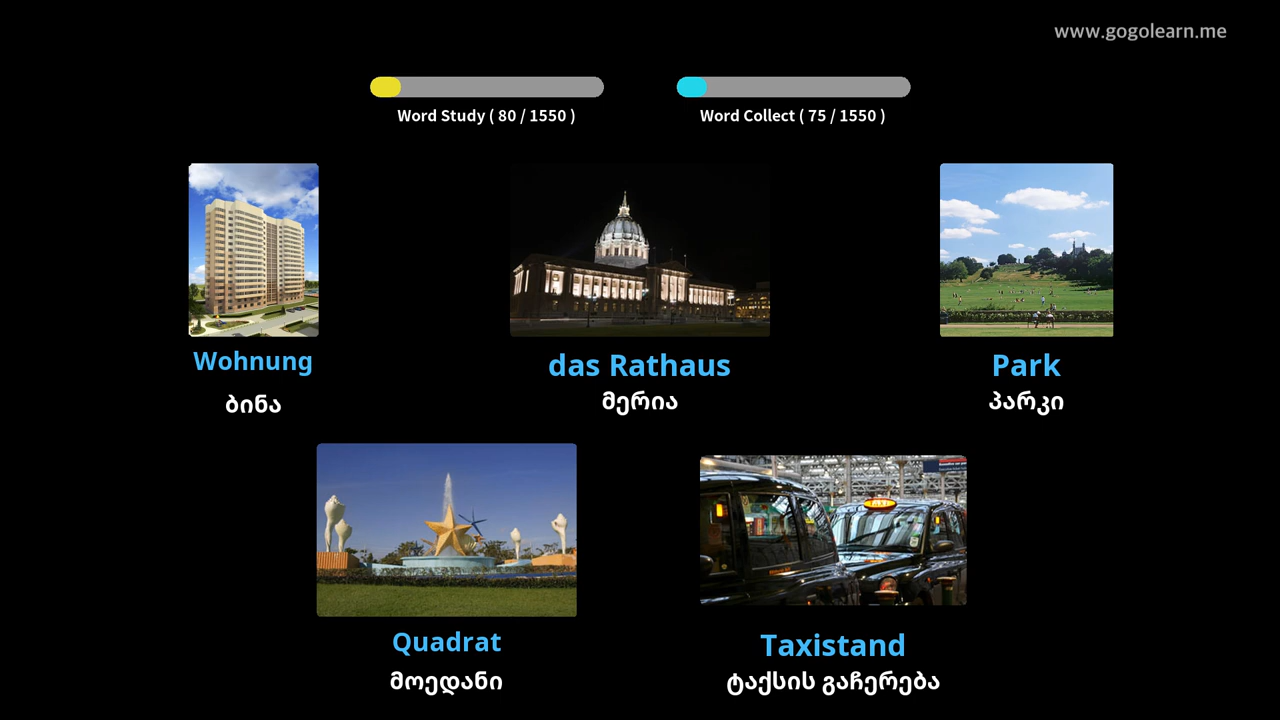 www.gogolearn.me
Word Study ( 80 / 1550 )
Word Collect ( 75 / 1550 )
Wohnung
ბინა
das Rathaus
მერია
Park
პარკი
Quadrat
მოედანი
TAXI
Taxistand
ტაქსის გაჩერება